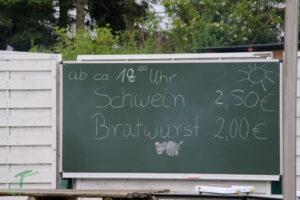 ab ca 18⁰⁰ Uhr
Schwein 2,50€
Bratwurst 2,00€